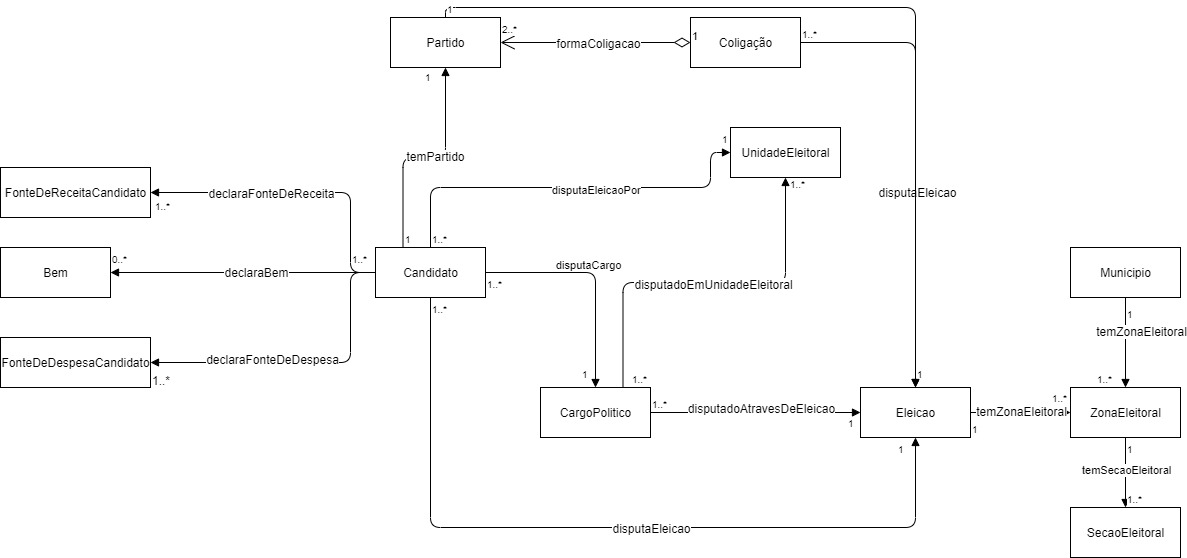 1
Partido
2..*
formaColigacao
1
Coligação
1..*
1
temPartido
1
UnidadeEleitoral
1..*
disputaEleicaoPor
disputaEleicao
FonteDeReceitaCandidato
1..*
declaraFonteDeReceita
1
1..*
Bem
0..*
declaraBem
1..*
Candidato
1..*
disputaCargo
disputadoEmUnidadeEleitoral
Municipio
1
temZonaEleitoral
1..*
FonteDeDespesaCandidato
1..*
declaraFonteDeDespesa
1..*
1
1..*
CargoPolitico
1..*
disputadoAtravesDeEleicao
1
1
Eleicao
1
temZonaEleitoral
1..*
1..*
ZonaEleitoral
1
1
temSecaoEleitoral
1..*
SecaoEleitoral
disputaEleicao